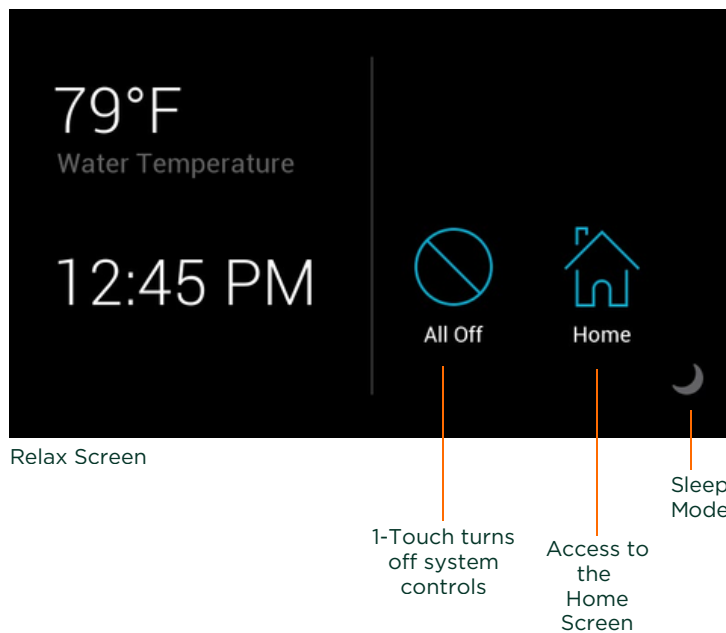 79°F
Water Temperature
12:45 PM
All Off
Home
Relax Screen
Sleep
Mode
1-Touch turns
off system
controls
Access to
the
Home
Screen